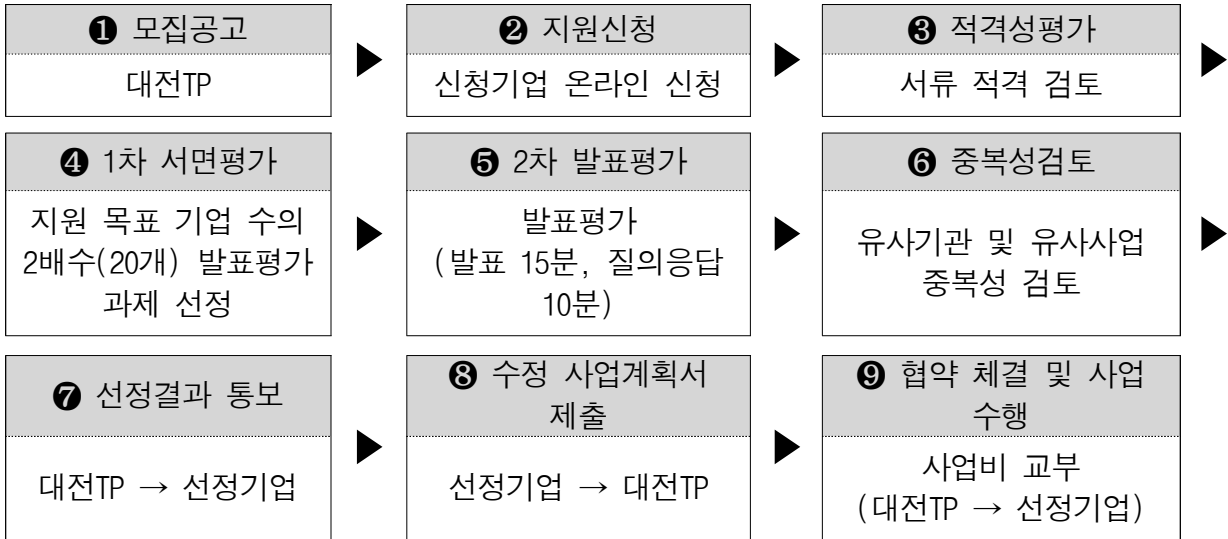 ❶ 모집공고
대전TP
▶
❷ 지원신청
신청기업 온라인 신청
▶
❸ 적격성평가
서류 적격 검토
▶
❹ 1차 서면평가
지원 목표 기업 수의
2배수(20개) 발표평가
과제 선정
▶
❺ 2차 발표평가
발표평가
(발표 15분, 질의응답
10분)
▶
❻ 중복성검토
유사기관 및 유사사업
중복성 검토
▶
❼ 선정결과 통보
대전TP → 선정기업
▶
❽ 수정 사업계획서
제출
선정기업 → 대전TP
▶
❾ 협약 체결 및 사업
수행
사업비 교부
(대전TP → 선정기업)